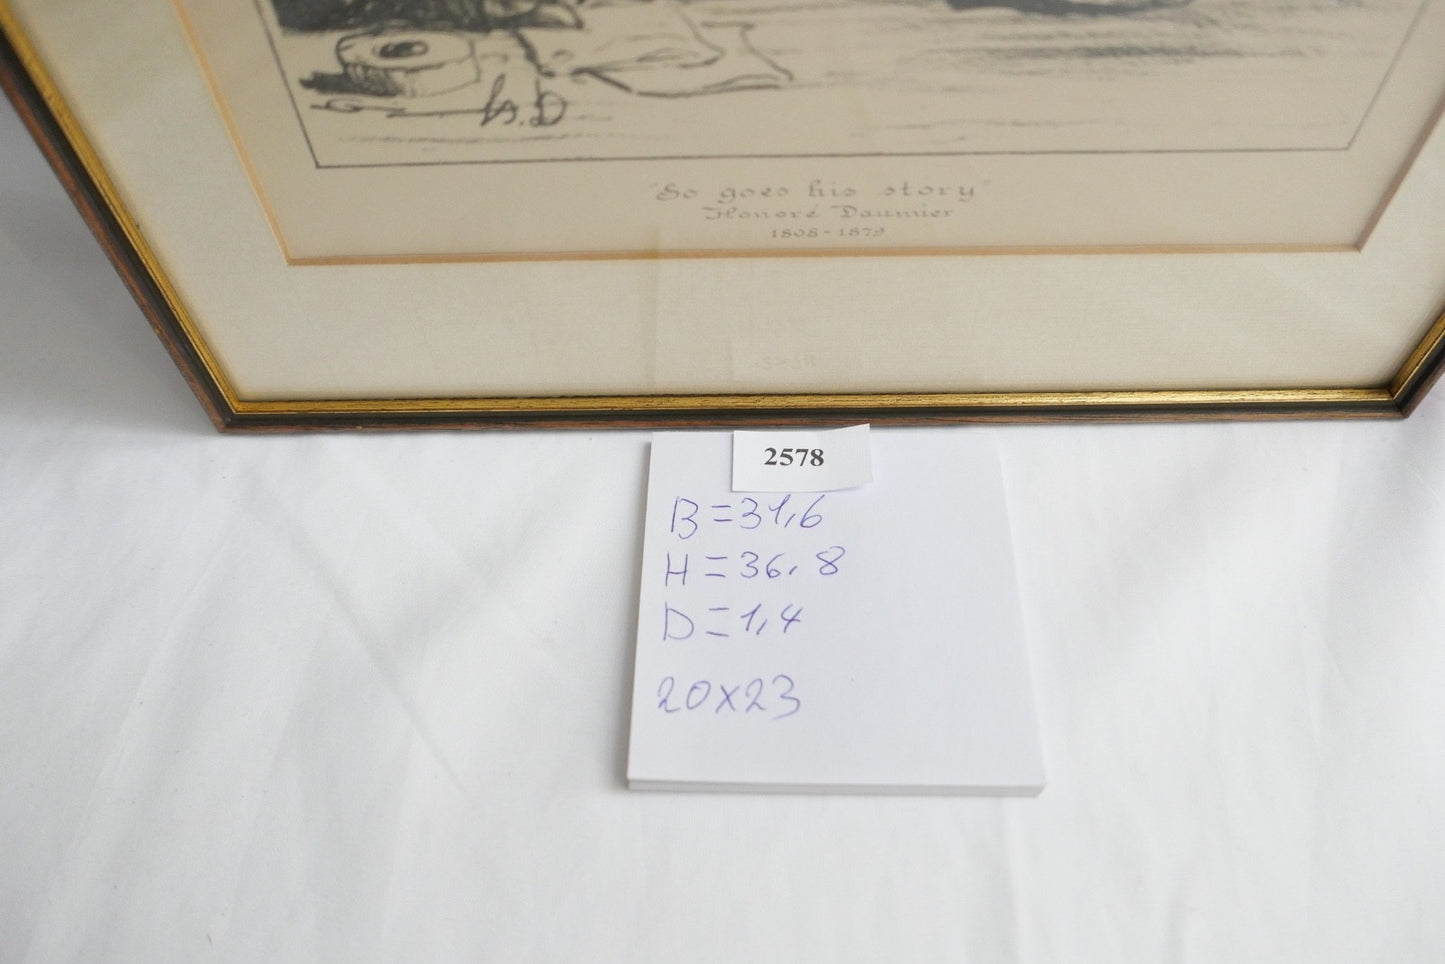 h.D
"So goes his story"
Honoré Daumier
1808-1879
2578
B=31,6
H=36,8
D=1,4
20x23